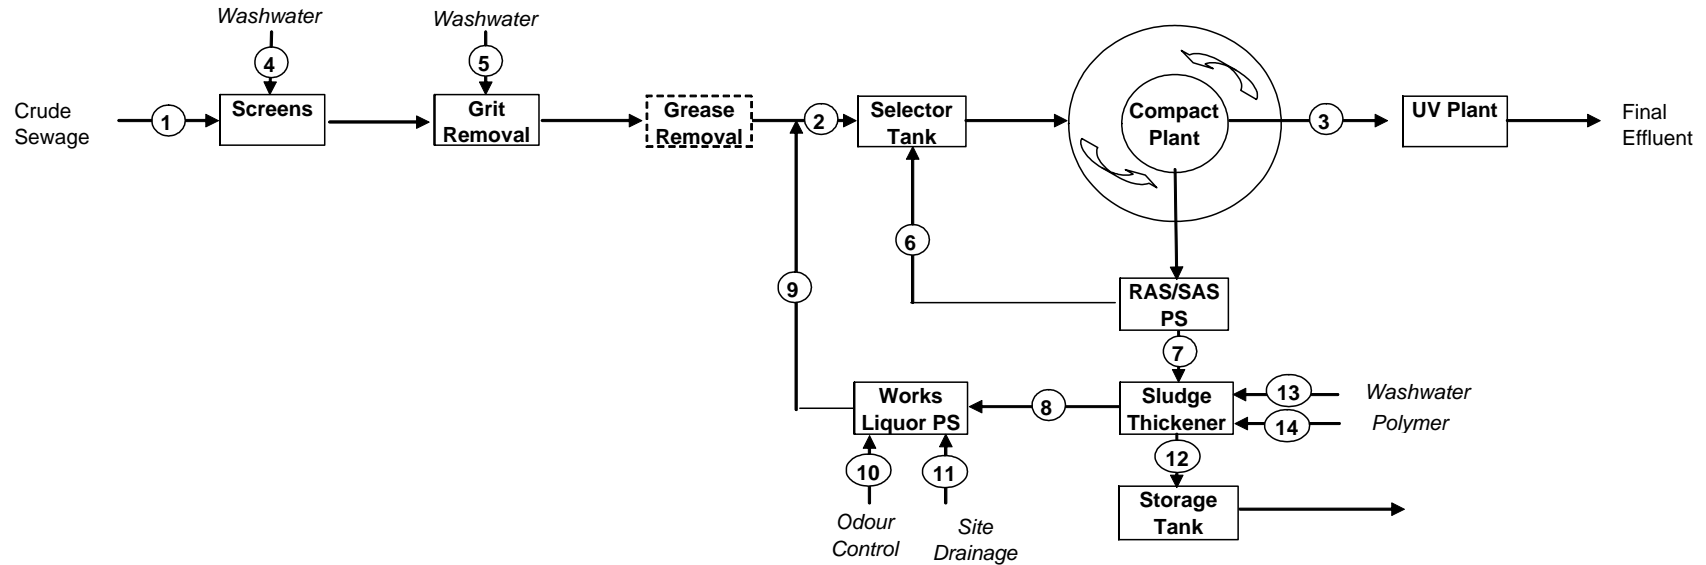 Washwater
Washwater
4
5
Crude
Sewage
1
Screens
Grit
Removal
Grease
Removal
2
Selector
Tank
Compact
Plant
3
UV Plant
Final
Effluent
6
9
RAS/SAS
PS
7
Works
Liquor PS
8
Sludge
Thickener
13
Washwater
14
Polymer
10
11
12
Odour
Control
Site
Drainage
Storage
Tank